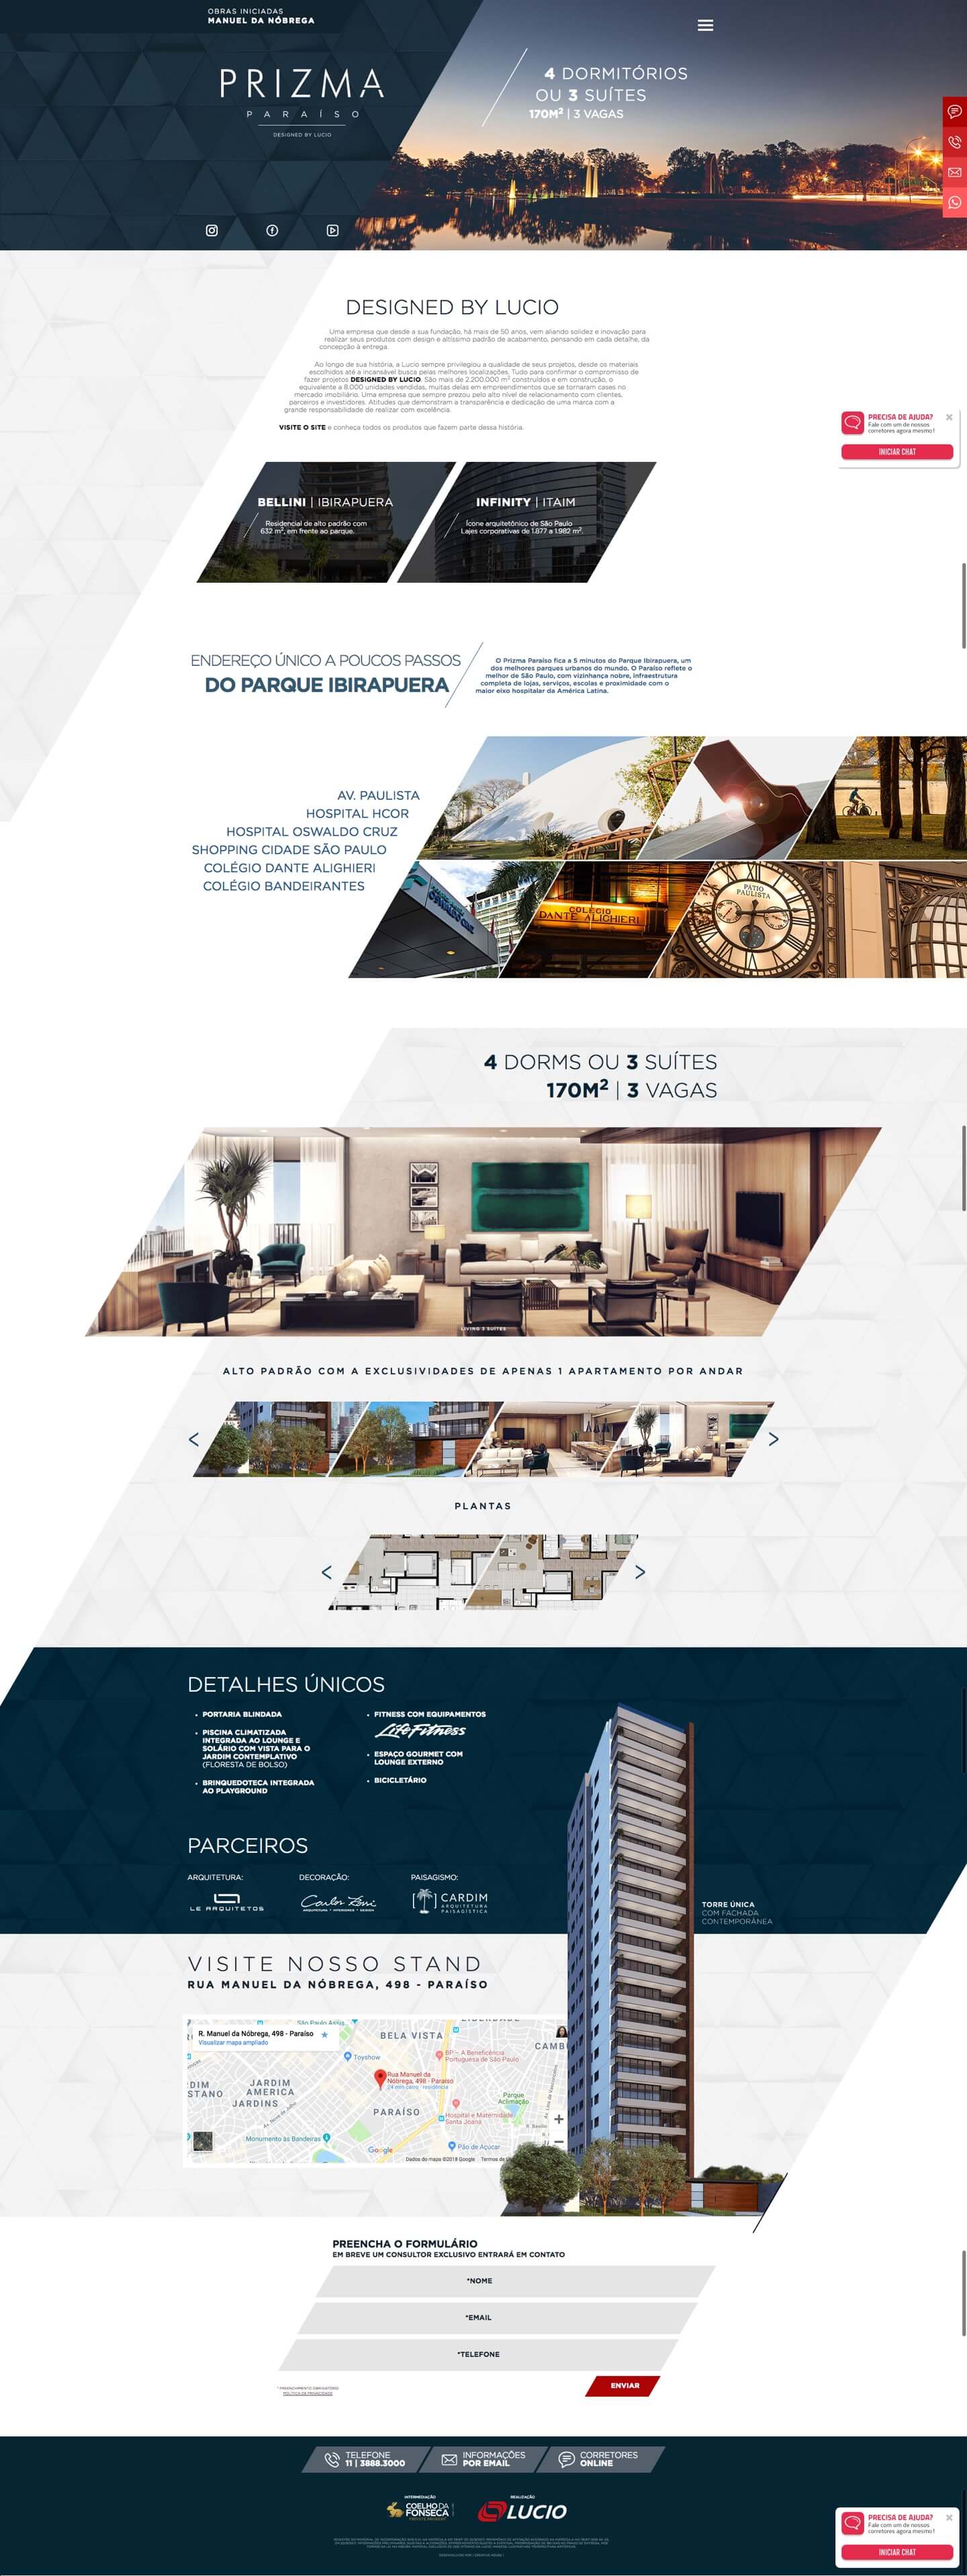 OBRAS INICIADAS
MANUEL DA NÓBREGA
PRIZMA
PARAÍSO
DESIGNED BY LUCIO
4 DORMITÓRIOS
OU 3 SUÍTES
170M² | 3 VAGAS
DESIGNED BY LUCIO
Uma empresa que desde a sua fundação, há mais de 50 anos, vem aliando solidez e inovação para
realizar seus produtos com design e altíssimo padrão de acabamento, pensando em cada detalhe, da
concepção à entrega.
Ao longo de sua história, a Lucio sempre privilegiou a qualidade de seus projetos, desde os materiais
escolhidos até a incansável busca pelas melhores localizações. Tudo para confirmar o compromisso de
fazer projetos DESIGNED BY LUCIO. São mais de 2.200.000 m² construídos e em construção, o
equivalente a 8.000 unidades vendidas, muitas delas em empreendimentos que se tornaram cases no
mercado imobiliário. Uma empresa que sempre prezou pelo alto nível de relacionamento com clientes,
parceiros e investidores. Atitudes que demonstram a transparência e dedicação de uma marca com a
grande responsabilidade de realizar com excelência.
VISITE O SITE e conheça todos os produtos que fazem parte dessa história.
PRECISA DE AJUDA?
Fale com um de nossos
corretores agora mesmo!
INICIAR CHAT
BELLINI | IBIRAPUERA
Residencial de alto padrão com
632 m², em frente ao parque.
INFINITY | ITAIM
Ícone arquitetônico de São Paulo
Lajes corporativas de 1.877 a 1.982 m².
ENDEREÇO ÚNICO A POUCOS PASSOS
DO PARQUE IBIRAPUERA
O Prizma Paraíso fica a 5 minutos do Parque Ibirapuera, um
dos melhores parques urbanos do mundo. O Paraíso reflete o
melhor de São Paulo, com vizinhança nobre, infraestrutura
completa de lojas, serviços, escolas e proximidade com o
maior eixo hospitalar da América Latina.
AV. PAULISTA
HOSPITAL HCOR
HOSPITAL OSWALDO CRUZ
SHOPPING CIDADE SÃO PAULO
COLÉGIO DANTE ALIGHIERI
COLÉGIO BANDEIRANTES
OSWALDO CRUZ
COLEGIO
DANTE ALIGHIERI
PÁTIO
PAULISTA
4 DORMS OU 3 SUÍTES
170M² | 3 VAGAS
LIVING 3 SUÍTES
ALTO PADRÃO COM A EXCLUSIVIDADES DE APENAS 1 APARTAMENTO POR ANDAR
PLANTAS
DETALHES ÚNICOS
• PORTARIA BLINDADA
• PISCINA CLIMATIZADA
INTEGRADA AO LOUNGE E
SOLÁRIO COM VISTA PARA O
JARDIM CONTEMPLATIVO
(FLORESTA DE BOLSO)
• BRINQUEDOTECA INTEGRADA
AO PLAYGROUND
• FITNESS COM EQUIPAMENTOS
Life Fitness
• ESPAÇO GOURMET COM
LOUNGE EXTERNO
• BICICLETÁRIO
PARCEIROS
ARQUITETURA:
LE ARQUITETOS
DECORAÇÃO:
Carlos Rossi
ARQUITETURA • INTERIORES • DESIGN
PAISAGISMO:
CARDIM
ARQUITETURA
PAISAGÍSTICA
TORRE ÚNICA
COM FACHADA
CONTEMPORÂNEA
VISITE NOSSO STAND
RUA MANUEL DA NÓBREGA, 498 - PARAÍSO
R. Manuel da Nóbrega, 498 - Paraíso
Visualizar mapa ampliado
São Paulo
BELA VISTA
Toyshow
BP - A Beneficência
Portuguesa de São Paulo
CAMB
JARDIM
AMERICA
JARDINS
Rua Manuel da
Nóbrega, 498 - Paraíso
24 min carro - residência
Parque
Aclimação
PARAÍSO
Hospital e Maternidade
Santa Joana
Monumento às Bandeiras
Pão de Açúcar
Google
Dados do mapa ©2018 Google
PREENCHA O FORMULÁRIO
EM BREVE UM CONSULTOR EXCLUSIVO ENTRARÁ EM CONTATO
*NOME
*EMAIL
*TELEFONE
* PREENCHIMENTO OBRIGATÓRIO
POLÍTICA DE PRIVACIDADE
ENVIAR
TELEFONE
11 | 3888.3000
INFORMAÇÕES
POR EMAIL
CORRETORES
ONLINE
INTERMEDIAÇÃO
COELHO DA
FONSECA
REALIZAÇÃO
LUCIO
PRECISA DE AJUDA?
Fale com um de nossos
corretores agora mesmo!
INICIAR CHAT